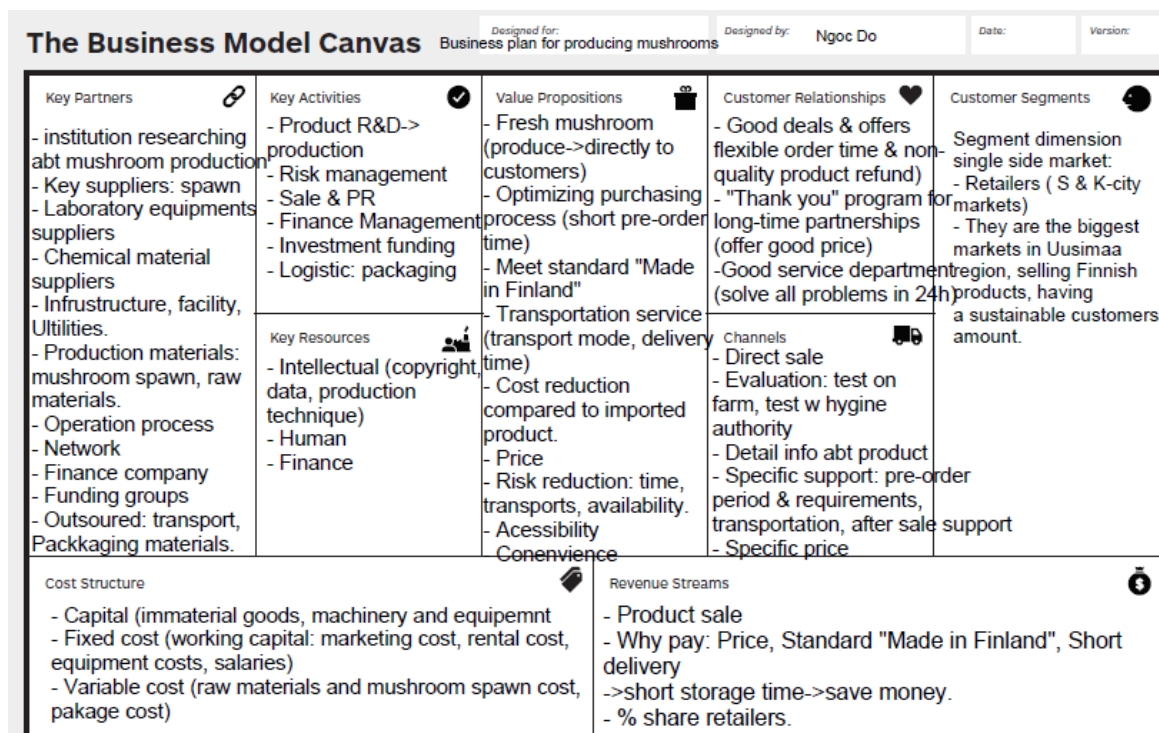 The Business Model Canvas
Designed for:
Business plan for producing mushrooms
Designed by:
Ngoc Do
Date:
Version:
Key Partners
- institution researching
abt mushroom production
- Key suppliers: spawn
- Laboratory equipments
suppliers
- Chemical material
suppliers
- Infrustructure, facility,
Ultilities.
- Production materials:
mushroom spawn, raw
materials.
- Operation process
- Network
- Finance company
- Funding groups
- Outsoured: transport,
Packkaging materials.
Key Activities
- Product R&D->
production
- Risk management
- Sale & PR
- Finance Management
- Investment funding
- Logistic: packaging
Key Resources
- Intellectual (copyright,
data, production
technique)
- Human
- Finance
Value Propositions
- Fresh mushroom
(produce->directly to
customers)
- Optimizing purchasing
process (short pre-order
time)
- Meet standard "Made
in Finland"
- Transportation service
(transport mode, delivery
time)
- Cost reduction
compared to imported
product.
- Price
- Risk reduction: time,
transports, availability.
- Acessibility
- Conenvience
Customer Relationships
- Good deals & offers
flexible order time & non-
quality product refund)
- "Thank you" program for
long-time partnerships
(offer good price)
-Good service department
(solve all problems in 24h)
Channels
- Direct sale
- Evaluation: test on
farm, test w hygine
authority
- Detail info abt product
- Specific support: pre-order
period & requirements,
transportation, after sale support
- Specific price
Customer Segments
Segment dimension
single side market:
- Retailers ( S & K-city
markets)
- They are the biggest
markets in Uusimaa
region, selling Finnish
products, having
a sustainable customers
amount.
Cost Structure
- Capital (immaterial goods, machinery and equipemnt
- Fixed cost (working capital: marketing cost, rental cost,
equipment costs, salaries)
- Variable cost (raw materials and mushroom spawn cost,
pakage cost)
Revenue Streams
- Product sale
- Why pay: Price, Standard "Made in Finland", Short
delivery
->short storage time->save money.
- % share retailers.